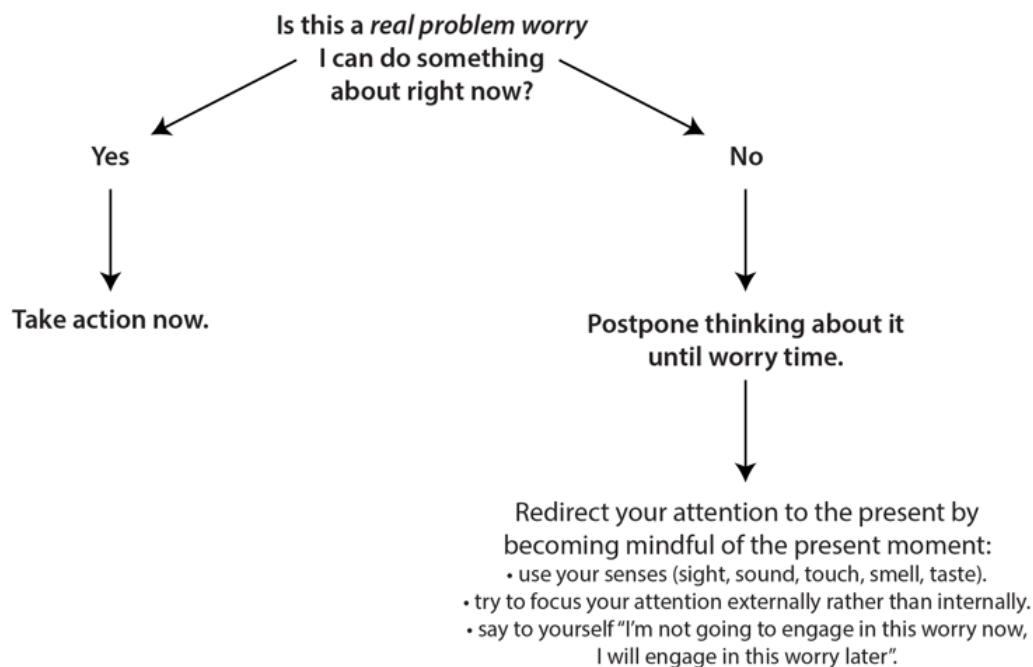 Is this a real problem worry
I can do something
about right now?
Yes
No
Take action now.
Postpone thinking about it
until worry time.
Redirect your attention to the present by
becoming mindful of the present moment:
• use your senses (sight, sound, touch, smell, taste).
• try to focus your attention externally rather than internally.
• say to yourself “I’m not going to engage in this worry now,
I will engage in this worry later”.